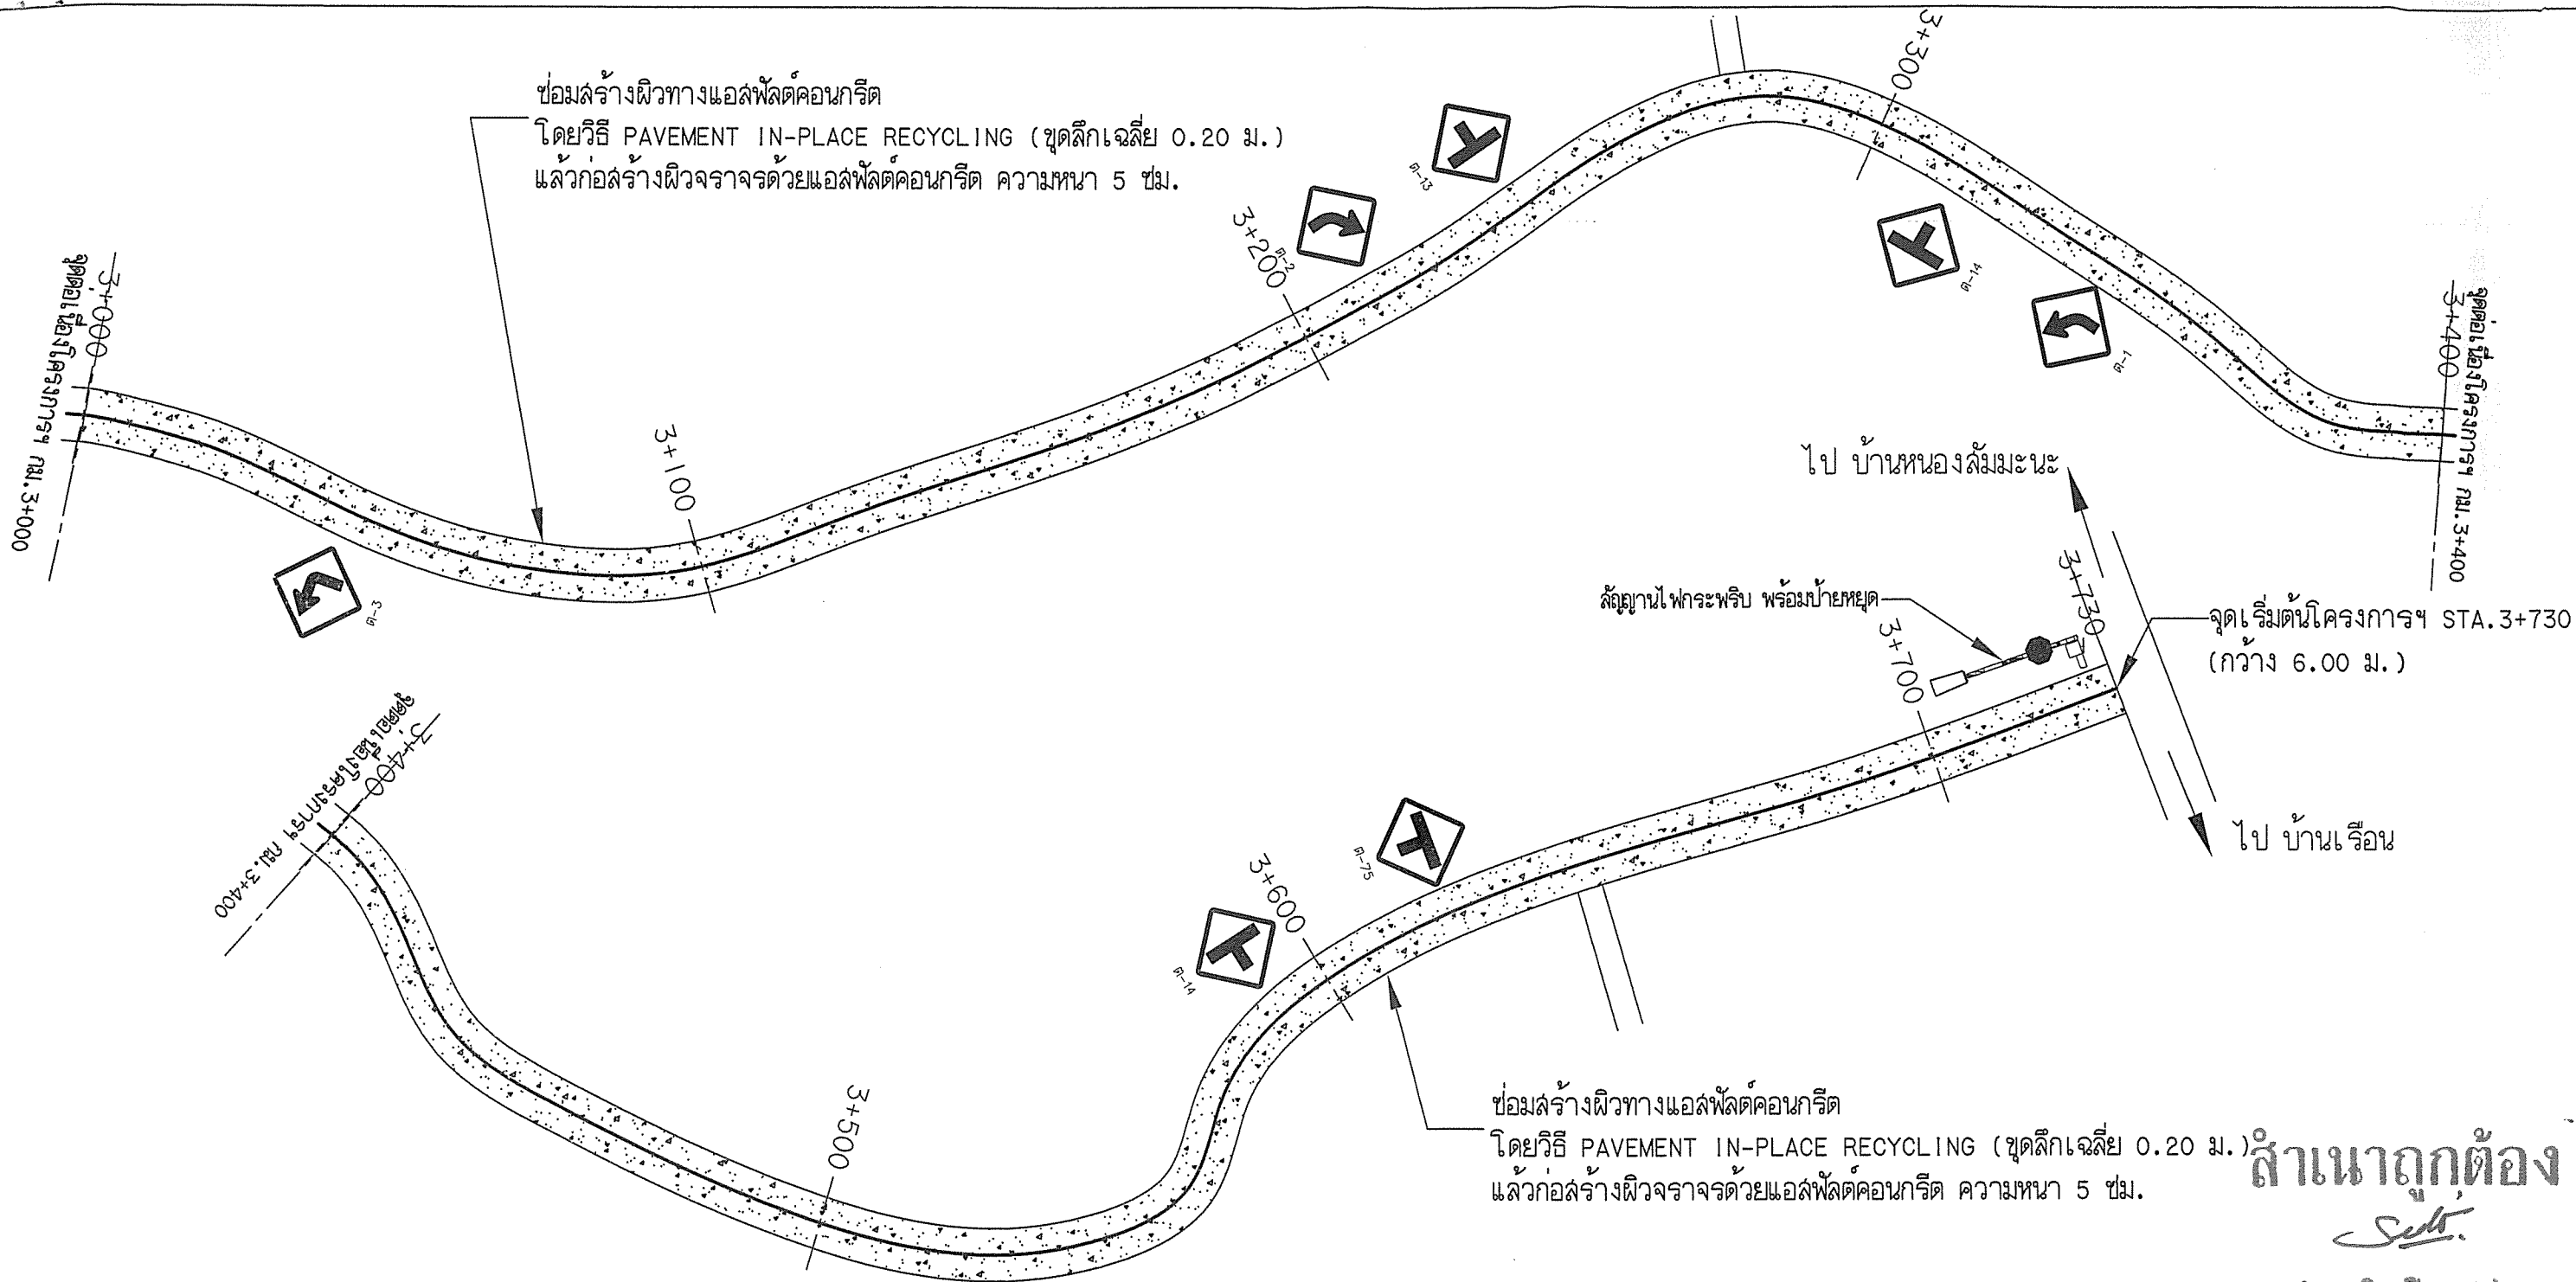 ซ่อมสร้างผิวทางแอสฟัลต์คอนกรีต
โดยวิธี PAVEMENT IN-PLACE RECYCLING (ขุดลึกเฉลี่ย 0.20 ม.)
แล้วก่อสร้างผิวจราจรด้วยแอสฟัลต์คอนกรีต ความหนา 5 ซม.
3+000
จุดต่อเนื่องโครงการฯ กม.3+000
ต-3
3+100
3+200
ต-2
ต-13
3+300
ต-14
ต-1
3+400
จุดต่อเนื่องโครงการฯ กม.3+400
ไป บ้านหนองสัมมะนะ
สัญญานไฟกระพริบ พร้อมป้ายหยุด
3+730
จุดเริ่มต้นโครงการฯ STA.3+730
(กว้าง 6.00 ม.)
3+700
ไป บ้านเรือน
3+400
จุดต่อเนื่องโครงการฯ กม.3+400
3+500
3+600
ต-14
ต-75
ซ่อมสร้างผิวทางแอสฟัลต์คอนกรีต
โดยวิธี PAVEMENT IN-PLACE RECYCLING (ขุดลึกเฉลี่ย 0.20 ม.)
แล้วก่อสร้างผิวจราจรด้วยแอสฟัลต์คอนกรีต ความหนา 5 ซม.
สำเนาถูกต้อง